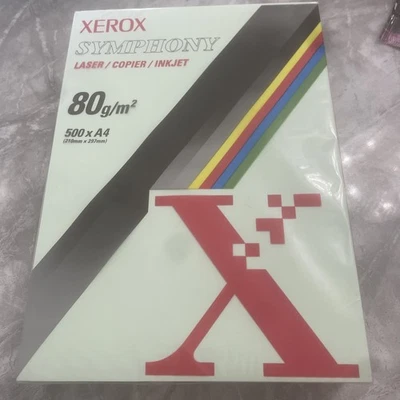 XEROX
SYMPHONY
LASER / COPIER / INKJET
80g/m²
500 x A4
(210mm x 297mm)
X